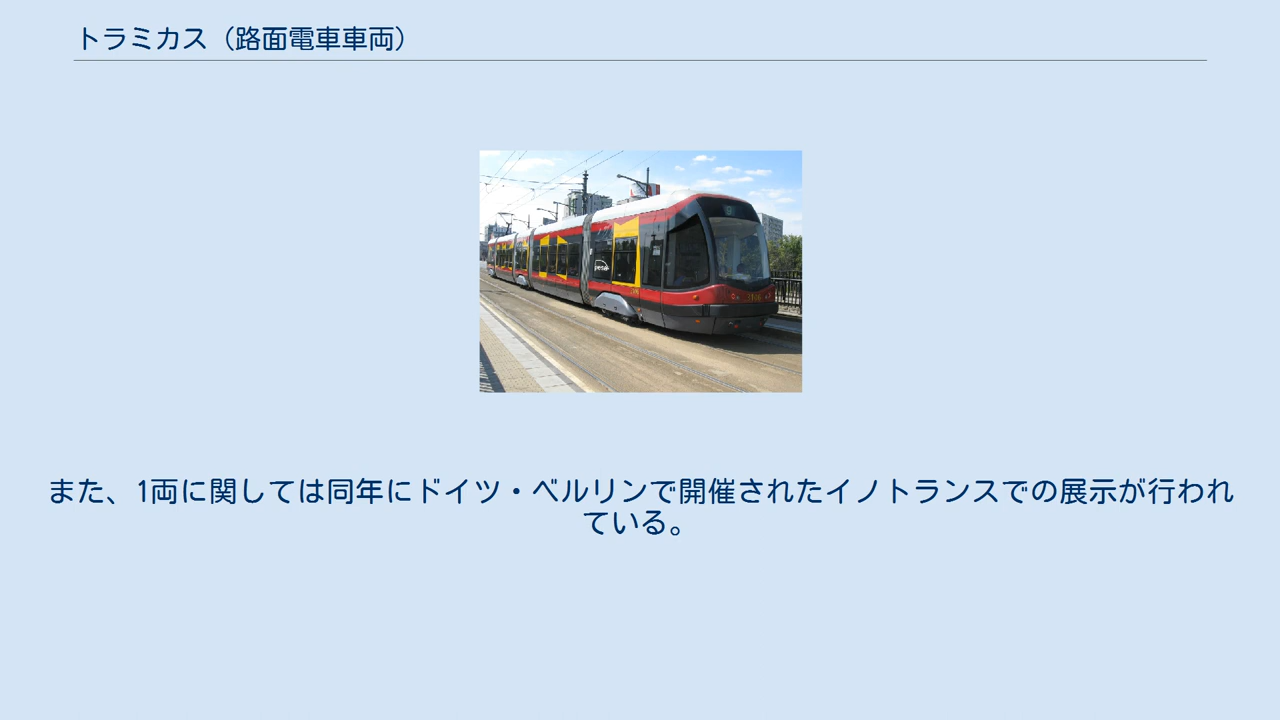 トラミカス（路面電車車両）
pesa
また、1両に関しては同年にドイツ・ベルリンで開催されたイノトランスでの展示が行われ
ている。